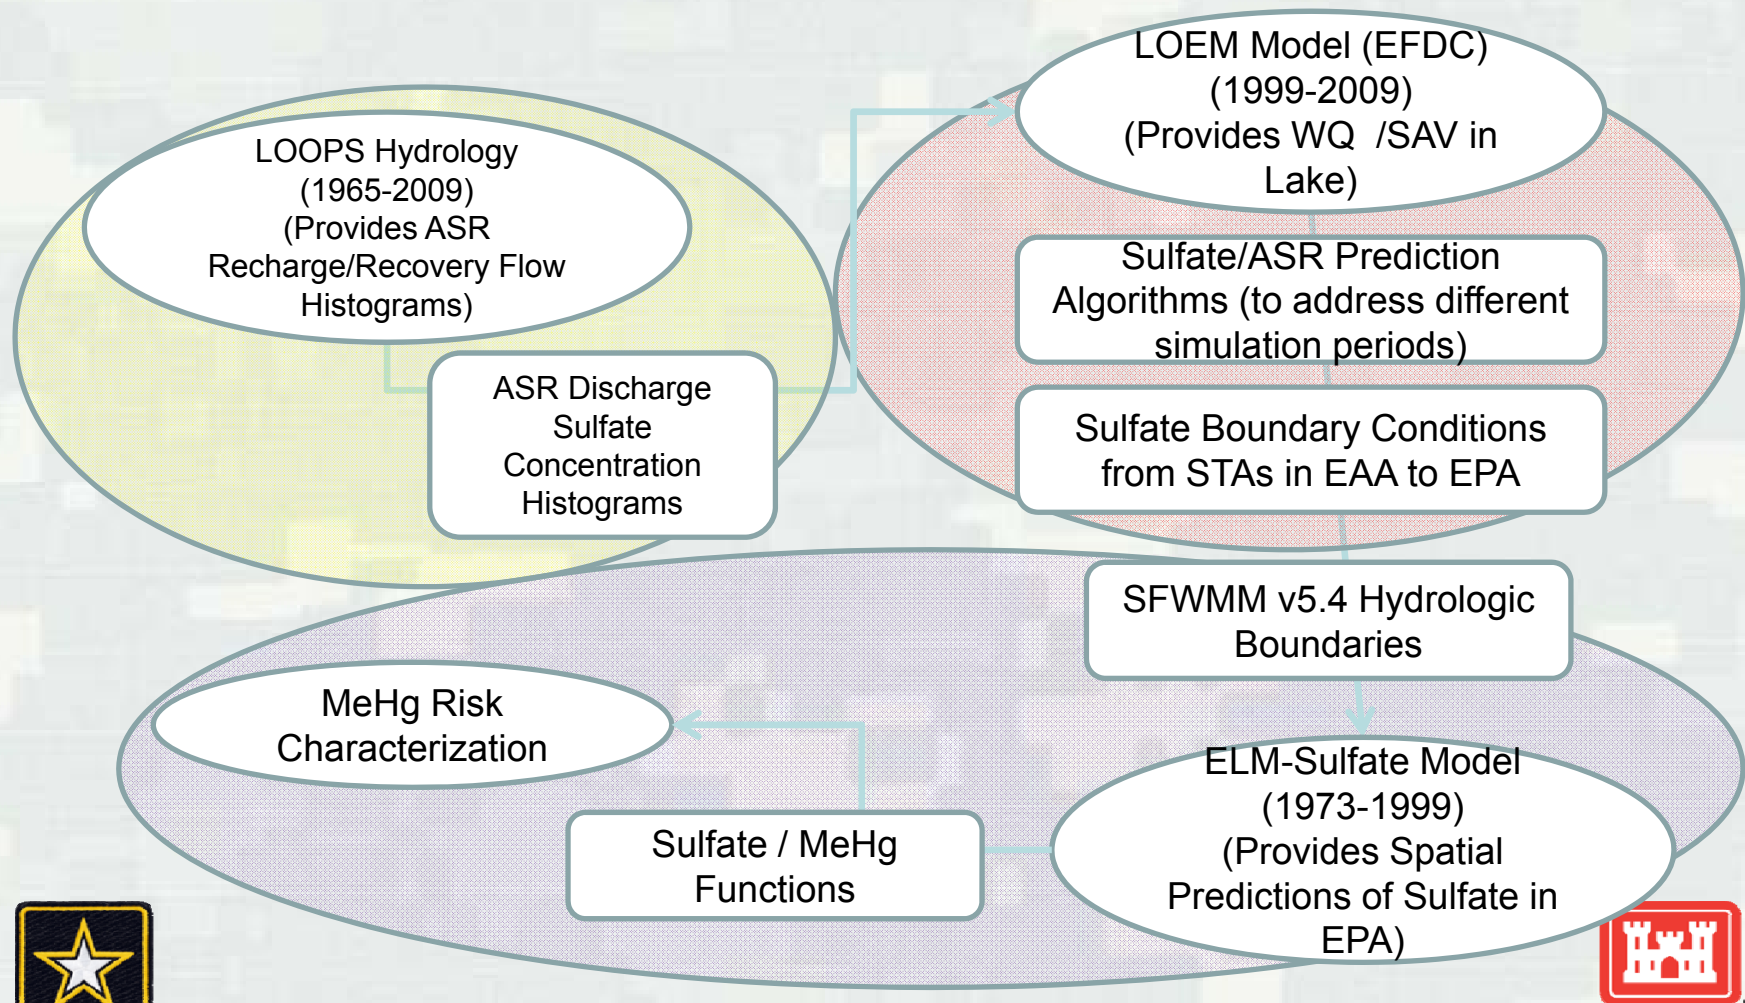 LOOPS Hydrology
(1965-2009)
(Provides ASR
Recharge/Recovery Flow
Histograms)
ASR Discharge
Sulfate
Concentration
Histograms
LOEM Model (EFDC)
(1999-2009)
(Provides WQ /SAV in
Lake)
Sulfate/ASR Prediction
Algorithms (to address different
simulation periods)
Sulfate Boundary Conditions
from STAs in EAA to EPA
SFWMM v5.4 Hydrologic
Boundaries
ELM-Sulfate Model
(1973-1999)
(Provides Spatial
Predictions of Sulfate in
EPA)
Sulfate / MeHg
Functions
MeHg Risk
Characterization